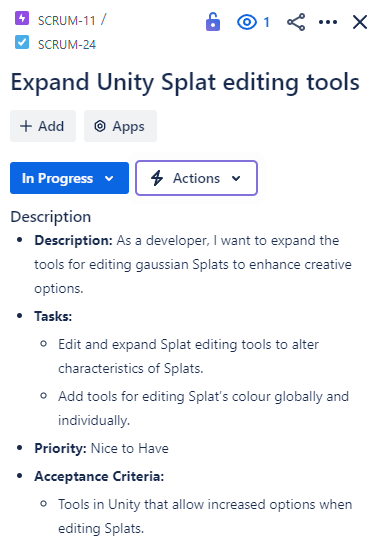 SCRUM-11 /
1
SCRUM-24
Expand Unity Splat editing tools
+ Add
Apps
In Progress
Actions
Description
• Description: As a developer, I want to expand the
tools for editing gaussian Splats to enhance creative
options.
• Tasks:
◦ Edit and expand Splat editing tools to alter
characteristics of Splats.
◦ Add tools for editing Splat's colour globally and
individually.
• Priority: Nice to Have
• Acceptance Criteria:
◦ Tools in Unity that allow increased options when
editing Splats.